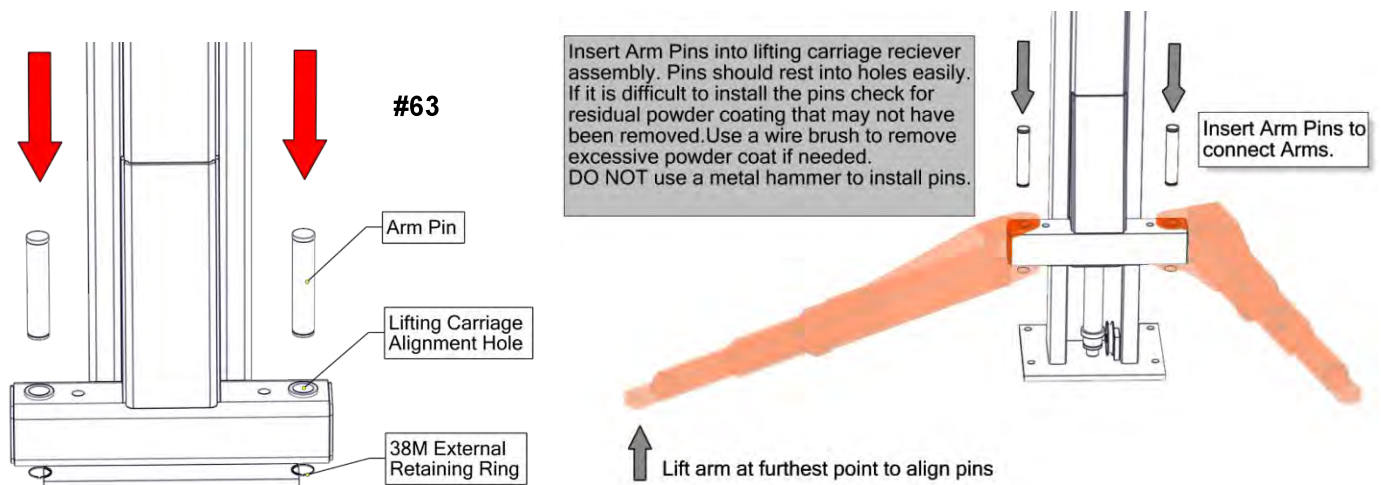 #63
Arm Pin
Lifting Carriage
Alignment Hole
38M External
Retaining Ring
Insert Arm Pins into lifting carriage reciever
assembly. Pins should rest into holes easily.
If it is difficult to install the pins check for
residual powder coating that may not have
been removed.Use a wire brush to remove
excessive powder coat if needed.
DO NOT use a metal hammer to install pins.
Insert Arm Pins to
connect Arms.
Lift arm at furthest point to align pins